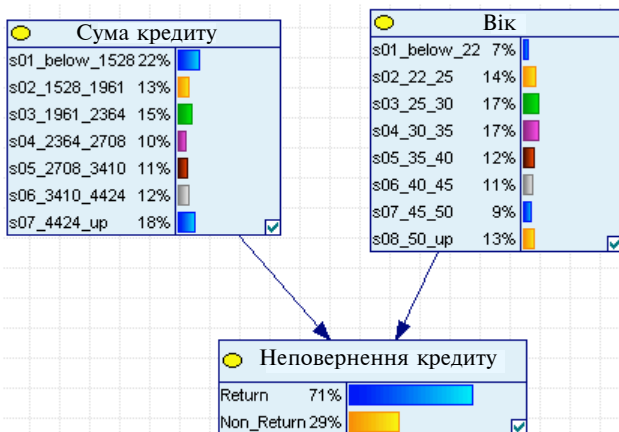 Сума кредиту
s01_below_1528 22%
s02_1528_1961 13%
s03_1961_2364 15%
s04_2364_2708 10%
s05_2708_3410 11%
s06_3410_4424 12%
s07_4424_up 18%
Вік
s01_below_22 7%
s02_22_25 14%
s03_25_30 17%
s04_30_35 17%
s05_35_40 12%
s06_40_45 11%
s07_45_50 9%
s08_50_up 13%
Неповернення кредиту
Return 71%
Non_Return 29%